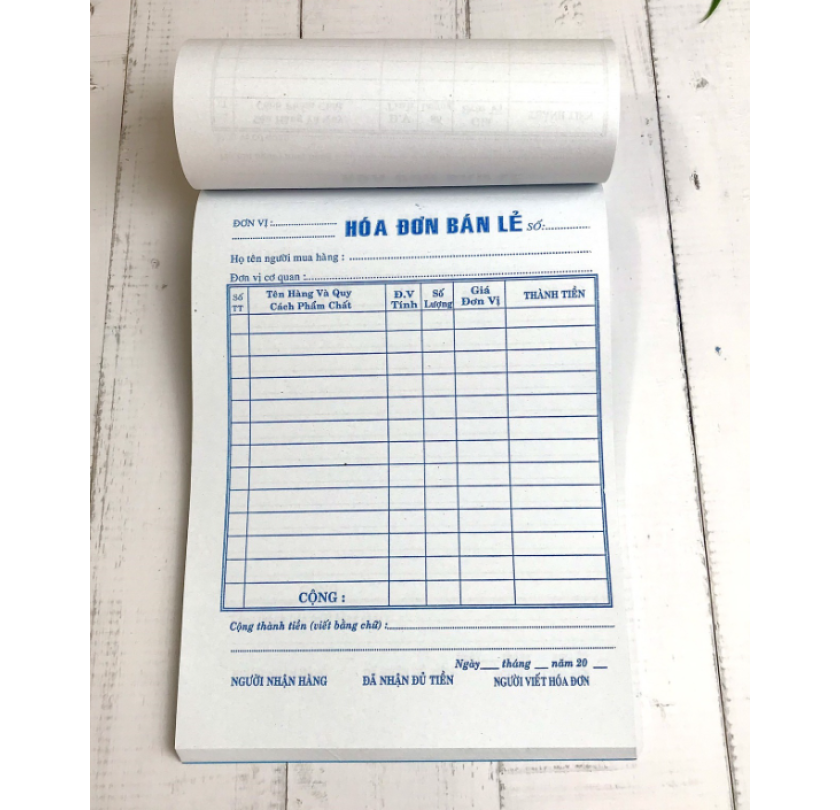 ĐƠN VỊ :
HÓA ĐƠN BÁN LẺ
SỐ:
Họ tên người mua hàng :
Đơn vị cơ quan :
Số TT
Tên Hàng Và Quy Cách Phẩm Chất
Đ.V Tính
Số Lượng
Giá Đơn Vị
THÀNH TIỀN
CỘNG :
Cộng thành tiền (viết bằng chữ) :
Ngày___ tháng __ năm 20 __
NGƯỜI NHẬN HÀNG
ĐÃ NHẬN ĐỦ TIỀN
NGƯỜI VIẾT HÓA ĐƠN